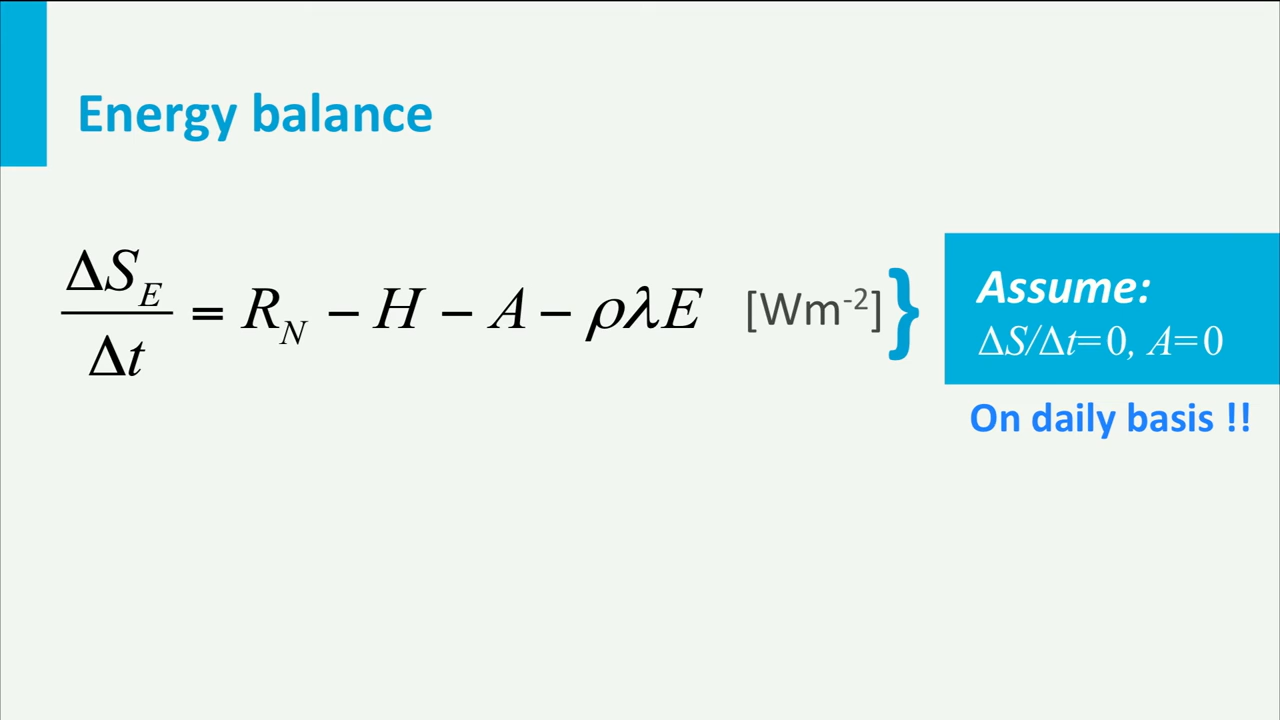 Energy balance
ΔS_E/Δt = R_N − H − A − ρλE [Wm⁻²] }
Assume:
ΔS/Δt=0, A=0
On daily basis !!